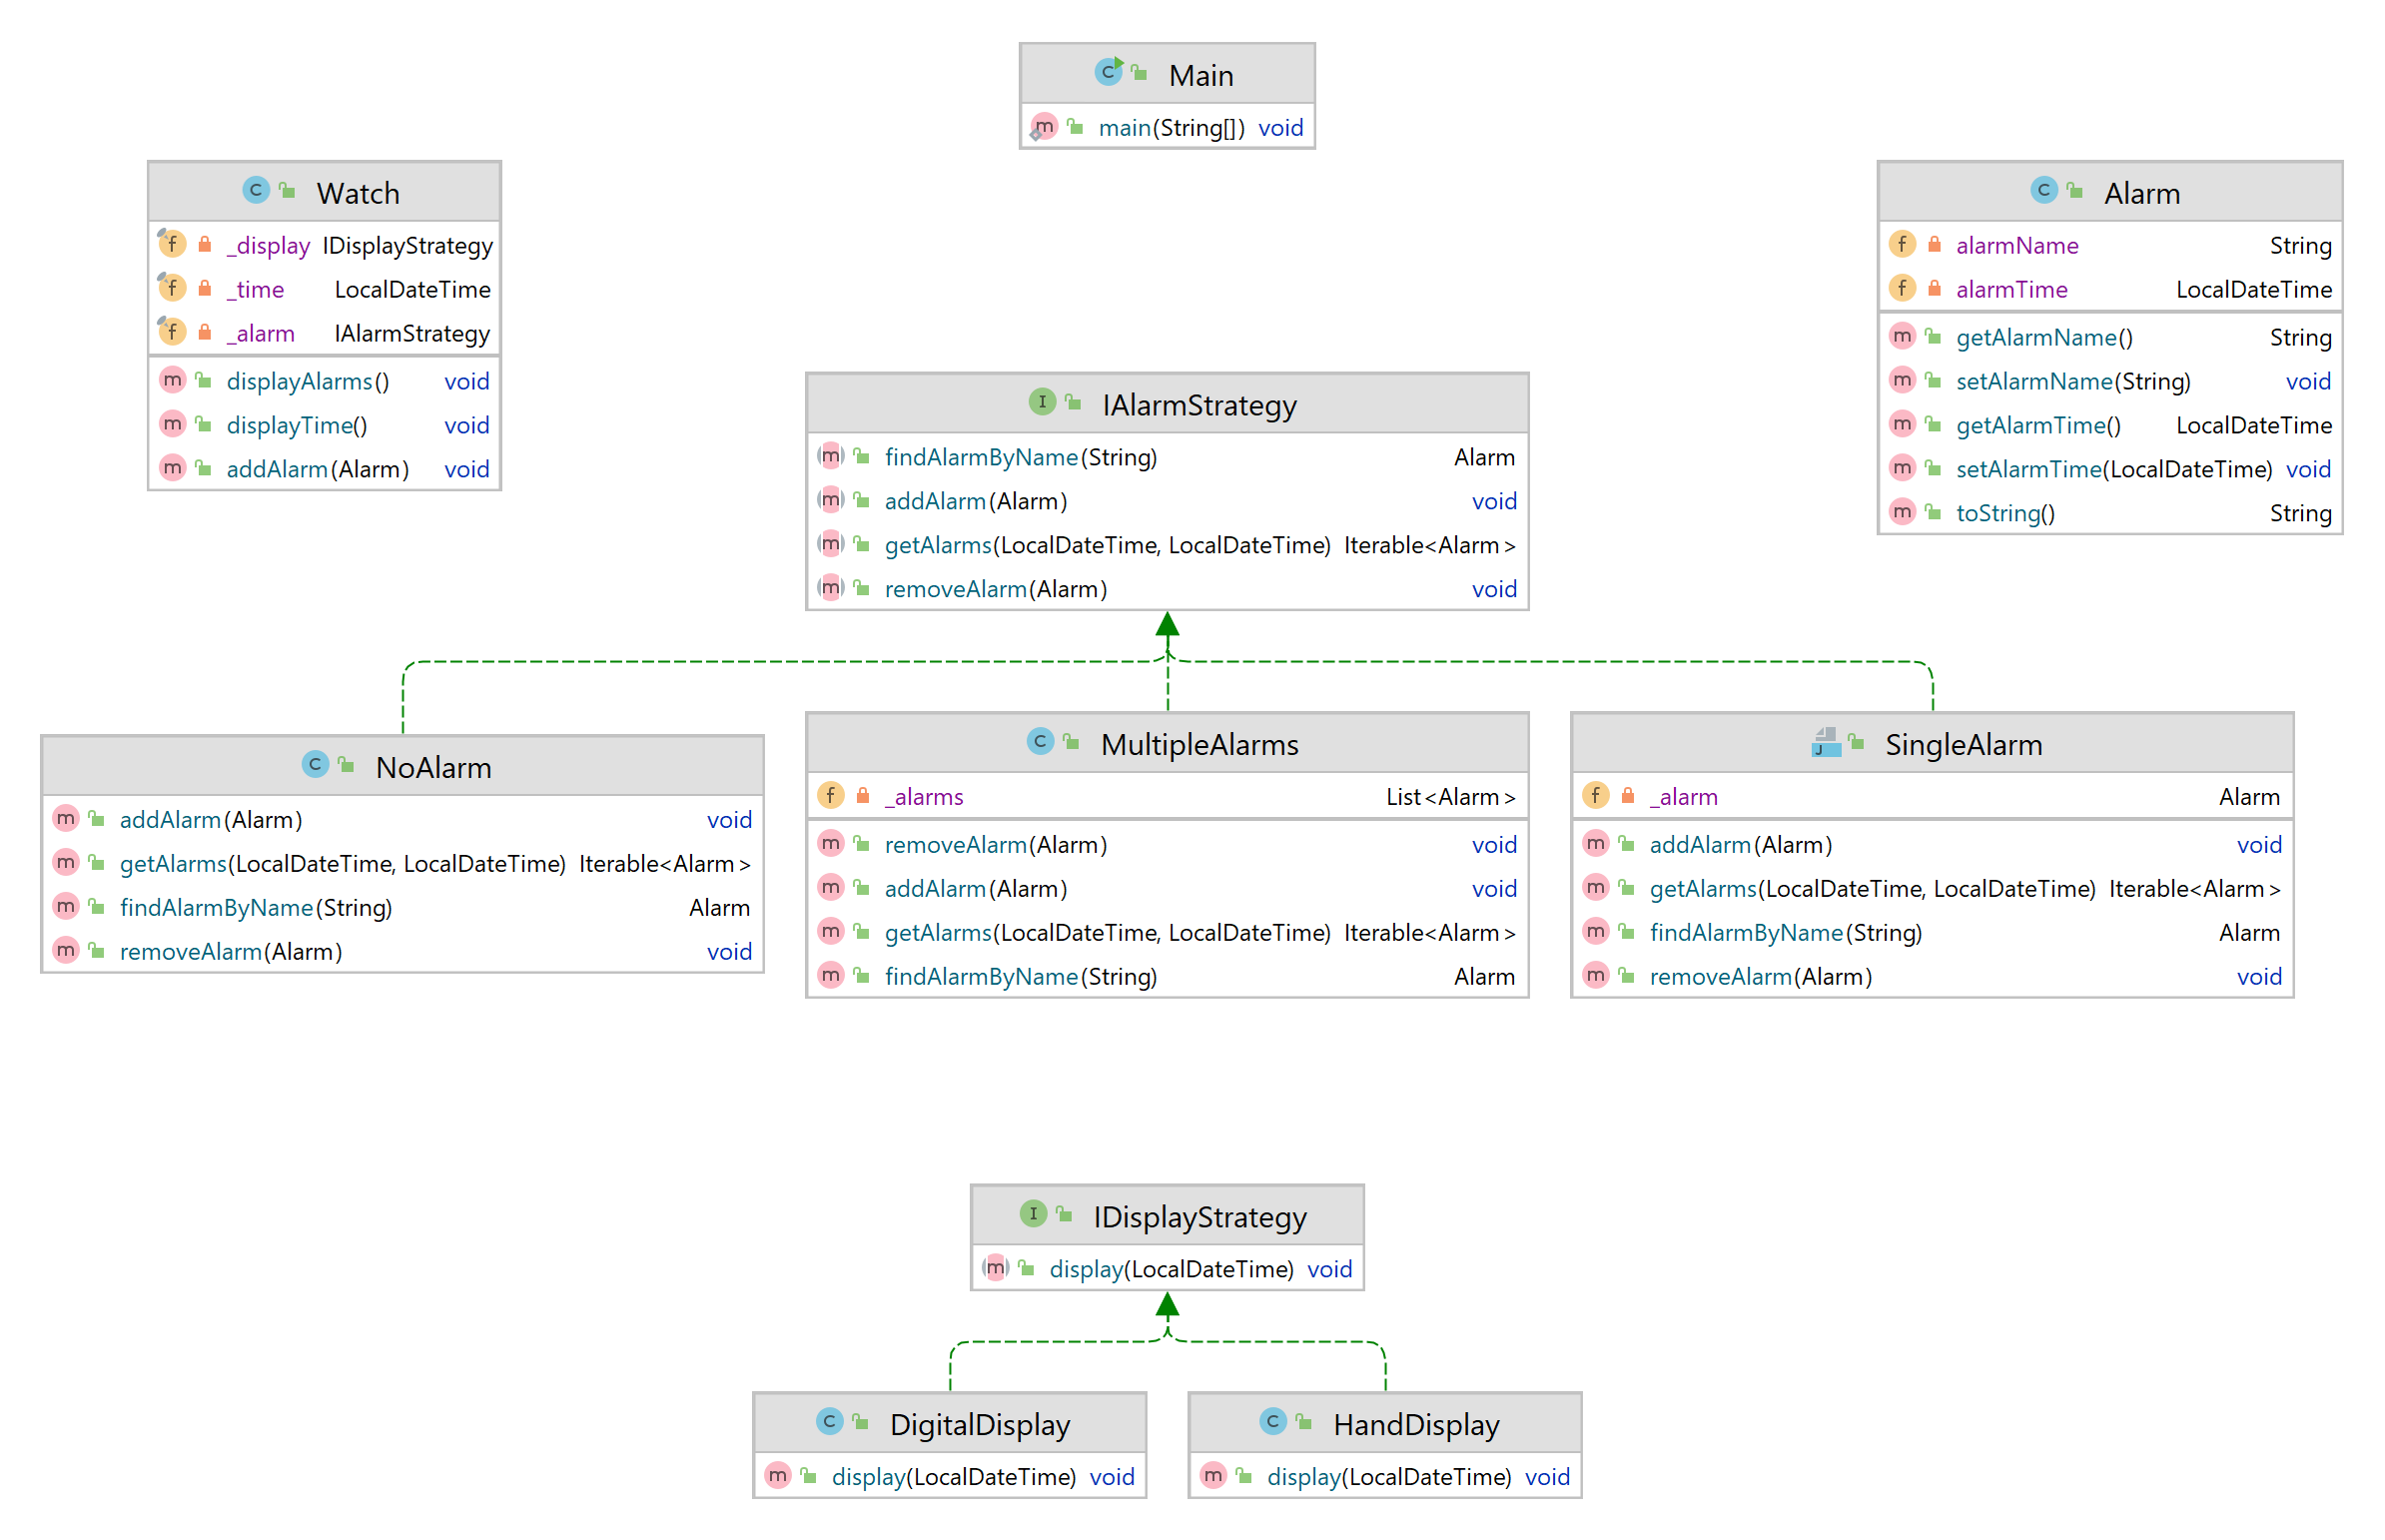 Main
main(String[]) void
Watch
_display IDisplayStrategy
_time LocalDateTime
_alarm IAlarmStrategy
displayAlarms() void
displayTime() void
addAlarm(Alarm) void
Alarm
alarmName String
alarmTime LocalDateTime
getAlarmName() String
setAlarmName(String) void
getAlarmTime() LocalDateTime
setAlarmTime(LocalDateTime) void
toString() String
IAlarmStrategy
findAlarmByName(String) Alarm
addAlarm(Alarm) void
getAlarms(LocalDateTime, LocalDateTime) Iterable<Alarm>
removeAlarm(Alarm) void
NoAlarm
addAlarm(Alarm) void
getAlarms(LocalDateTime, LocalDateTime) Iterable<Alarm>
findAlarmByName(String) Alarm
removeAlarm(Alarm) void
MultipleAlarms
_alarms List<Alarm>
removeAlarm(Alarm) void
addAlarm(Alarm) void
getAlarms(LocalDateTime, LocalDateTime) Iterable<Alarm>
findAlarmByName(String) Alarm
SingleAlarm
_alarm Alarm
addAlarm(Alarm) void
getAlarms(LocalDateTime, LocalDateTime) Iterable<Alarm>
findAlarmByName(String) Alarm
removeAlarm(Alarm) void
IDisplayStrategy
display(LocalDateTime) void
DigitalDisplay
display(LocalDateTime) void
HandDisplay
display(LocalDateTime) void